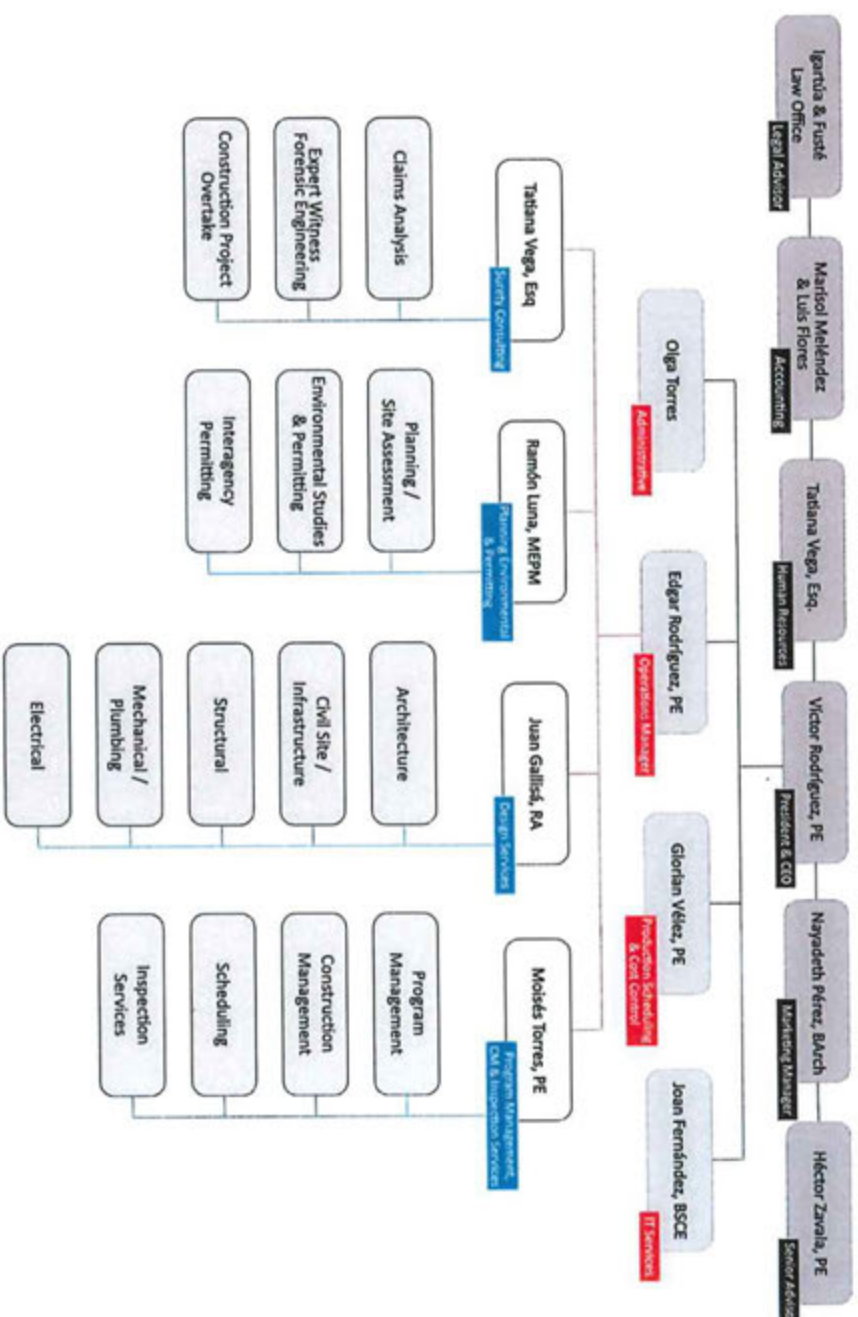 Igartúa & Fusté
Law Office
Legal Advisor
Marisol Meléndez
& Luis Flores
Accounting
Tatiana Vega, Esq.
Human Resources
Víctor Rodríguez, PE
President & CEO
Nayadeth Pérez, BArch
Marketing Manager
Héctor Zavala, PE
Senior Adviso
Olga Torres
Administrative
Edgar Rodríguez, PE
Operations Manager
Glorian Vélez, PE
Production Scheduling
& Cost Control
Joan Fernández, BSCE
IT Services
Tatiana Vega, Esq
Surety Consulting
Claims Analysis
Expert Witness
Forensic Engineering
Construction Project
Overtake
Ramón Luna, MEPM
Planning Environmental
& Permitting
Planning /
Site Assessment
Environmental Studies
& Permitting
Interagency
Permitting
Juan Gallisá, RA
Design Services
Architecture
Civil Site /
Infrastructure
Structural
Mechanical /
Plumbing
Electrical
Moisés Torres, PE
Program Management,
CM & Inspection Services
Program
Management
Construction
Management
Scheduling
Inspection
Services